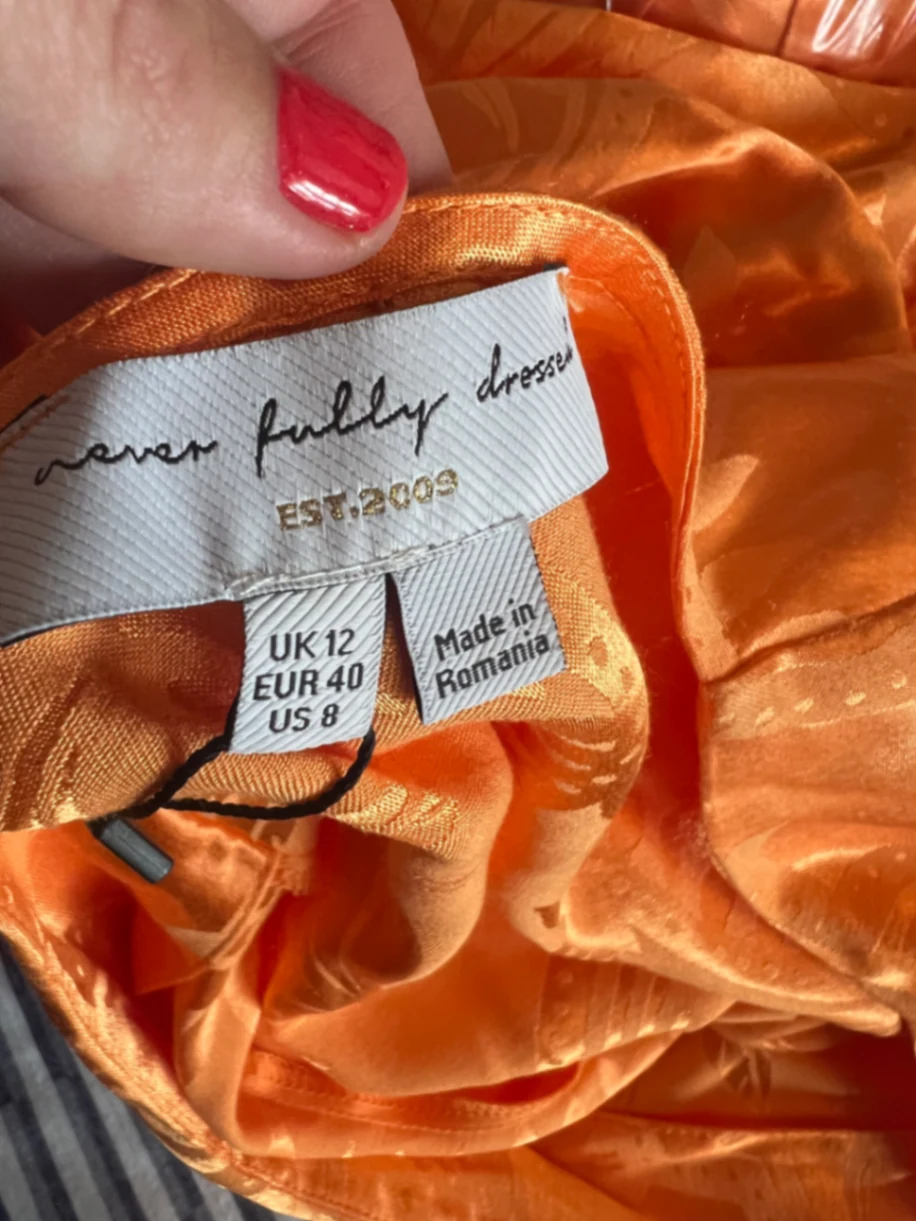 never fully dressed
EST.2009
UK 12
EUR 40
US 8
Made in
Romania